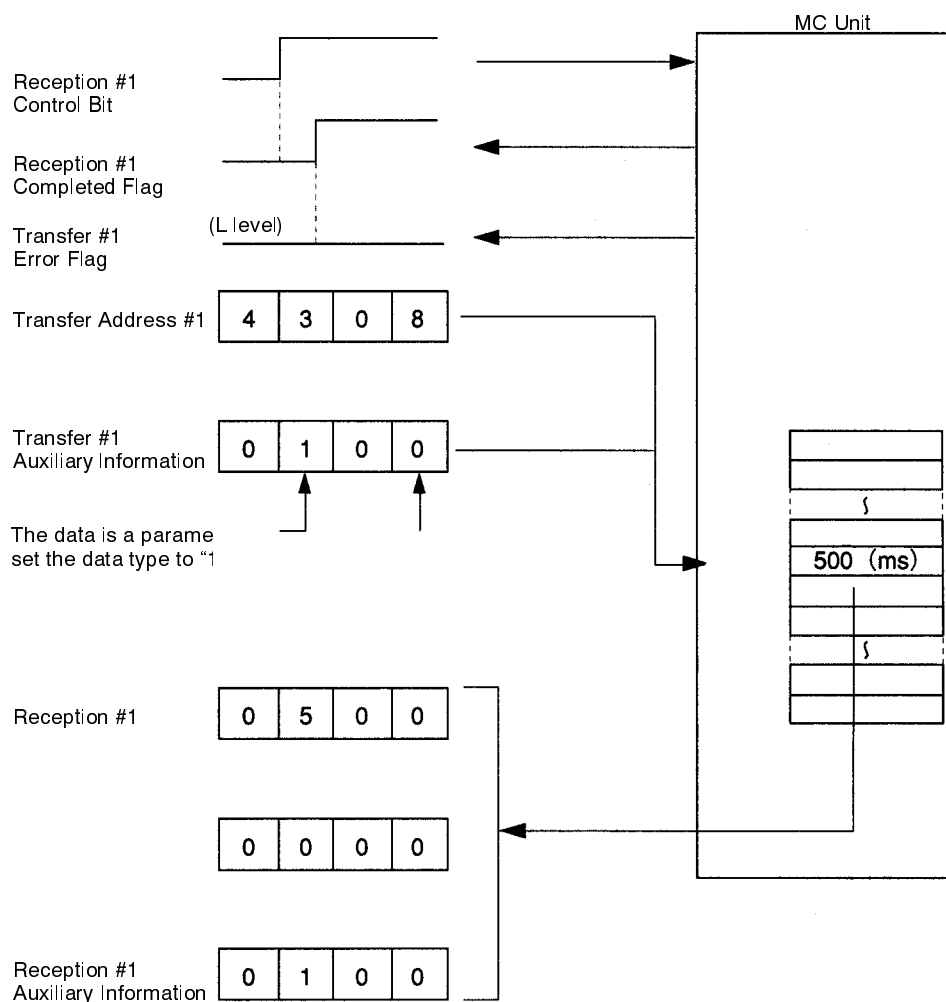 MC Unit
Reception #1
Control Bit
Reception #1
Completed Flag
(L level)
Transfer #1
Error Flag
Transfer Address #1 4 3 0 8
Transfer #1
Auxiliary Information 0 1 0 0
The data is a parame
set the data type to “1
500 (ms)
Reception #1 0 5 0 0
0 0 0 0
Reception #1
Auxiliary Information 0 1 0 0